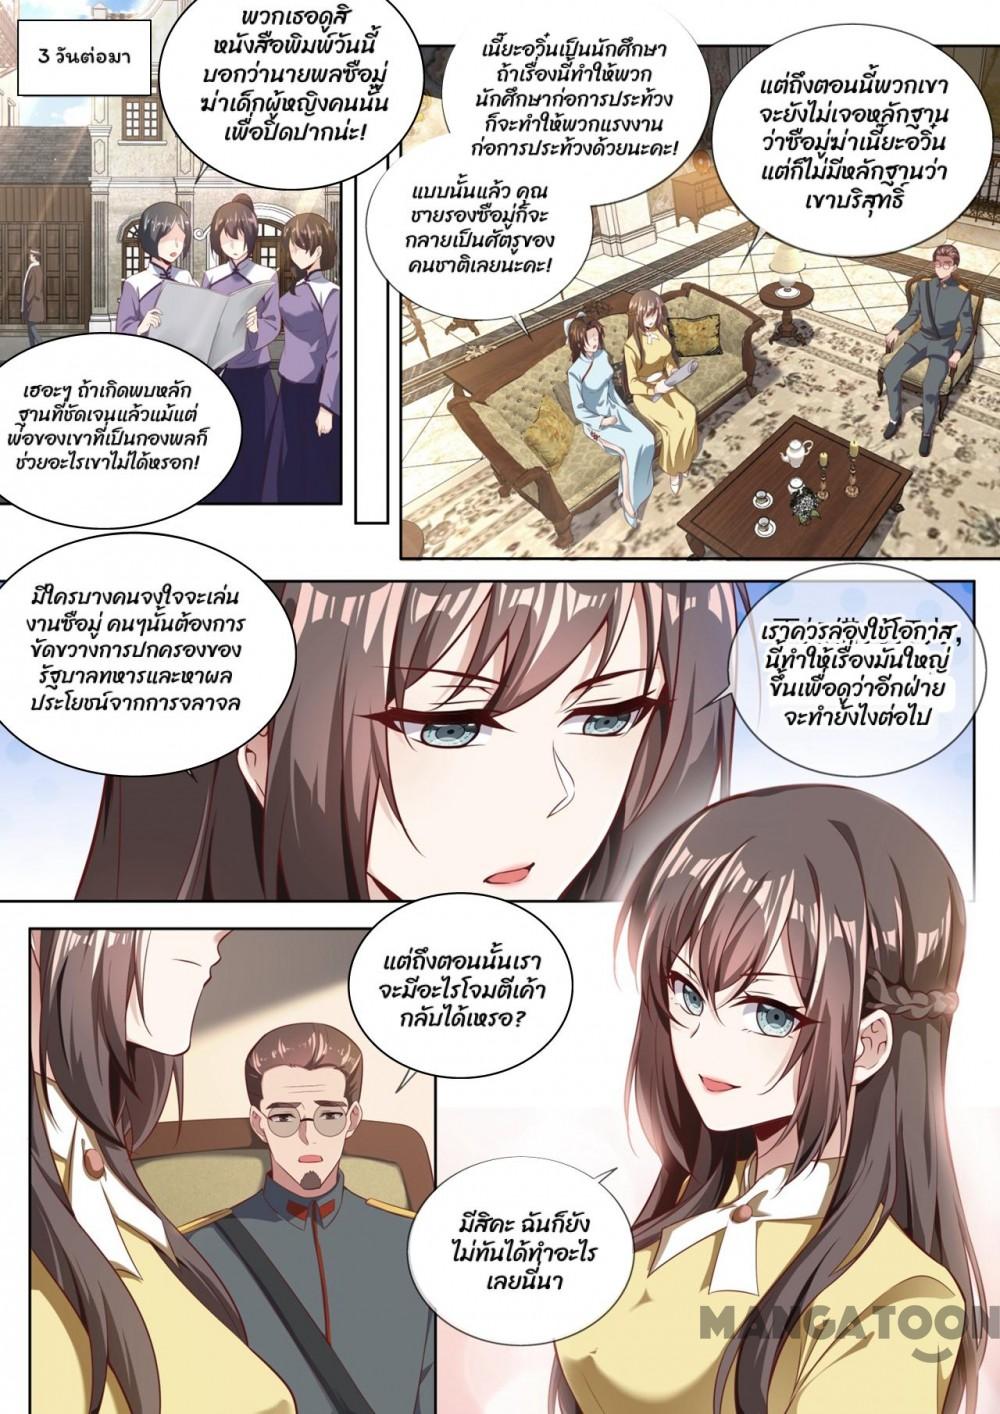 3 วันต่อมา
พวกเธอดูสิ
หนังสือพิมพ์วันนี้
บอกว่านายพลซือมู่
ฆ่าเด็กผู้หญิงคนนั้น
เพื่อปิดปากน่ะ!
เฮอะๆ ถ้าเกิดพบหลัก
ฐานที่ชัดเจนแล้วแม้แต่
พ่อของเขาที่เป็นกองพลก็
ช่วยอะไรเขาไม่ได้หรอก!
เนี๊ยะอวิ๋นเป็นนักศึกษา
ถ้าเรื่องนี้ทำให้พวก
นักศึกษาก่อการประท้วง
ก็จะทำให้พวกแรงงาน
ก่อการประท้วงด้วยนะคะ!
แบบนั้นแล้ว คุณ
ชายรองซือมู่ก็จะ
กลายเป็นศัตรูของ
คนชาติเลยนะคะ!
แต่ถึงตอนนี้พวกเขา
จะยังไม่เจอหลักฐาน
ว่าซือมู่ฆ่าเนี๊ยะอวิ๋น
แต่ก็ไม่มีหลักฐานว่า
เขาบริสุทธิ์
มีใครบางคนจงใจจะเล่น
งานซือมู่ คนๆนั้นต้องการ
ขัดขวางการปกครองของ
รัฐบาลทหารและหาผล
ประโยชน์จากการจลาจล
เราควรล่องใช้โอกาส
นี้ทำให้เรื่องมันใหญ่
ขึ้นเพื่อดูว่าอีกฝ่าย
จะทำยังไงต่อไป
แต่ถึงตอนนั้นเรา
จะมีอะไรโจมตีเค้า
กลับได้เหรอ?
มีสิคะ ฉันก็ยัง
ไม่ทันได้ทำอะไร
เลยนี่นา
MANGATOON